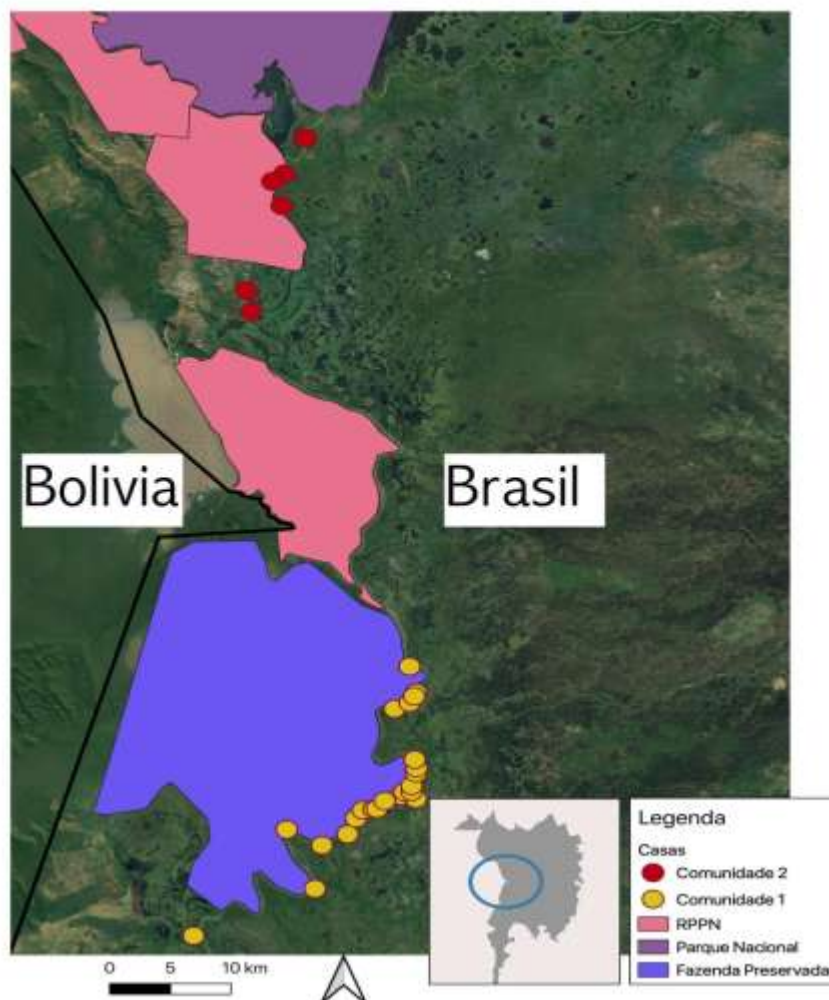 Bolivia
Brasil
Legenda
Casas
Comunidade 2
Comunidade 1
RPPN
Parque Nacional
Fazenda Preservada
0 5 10 km